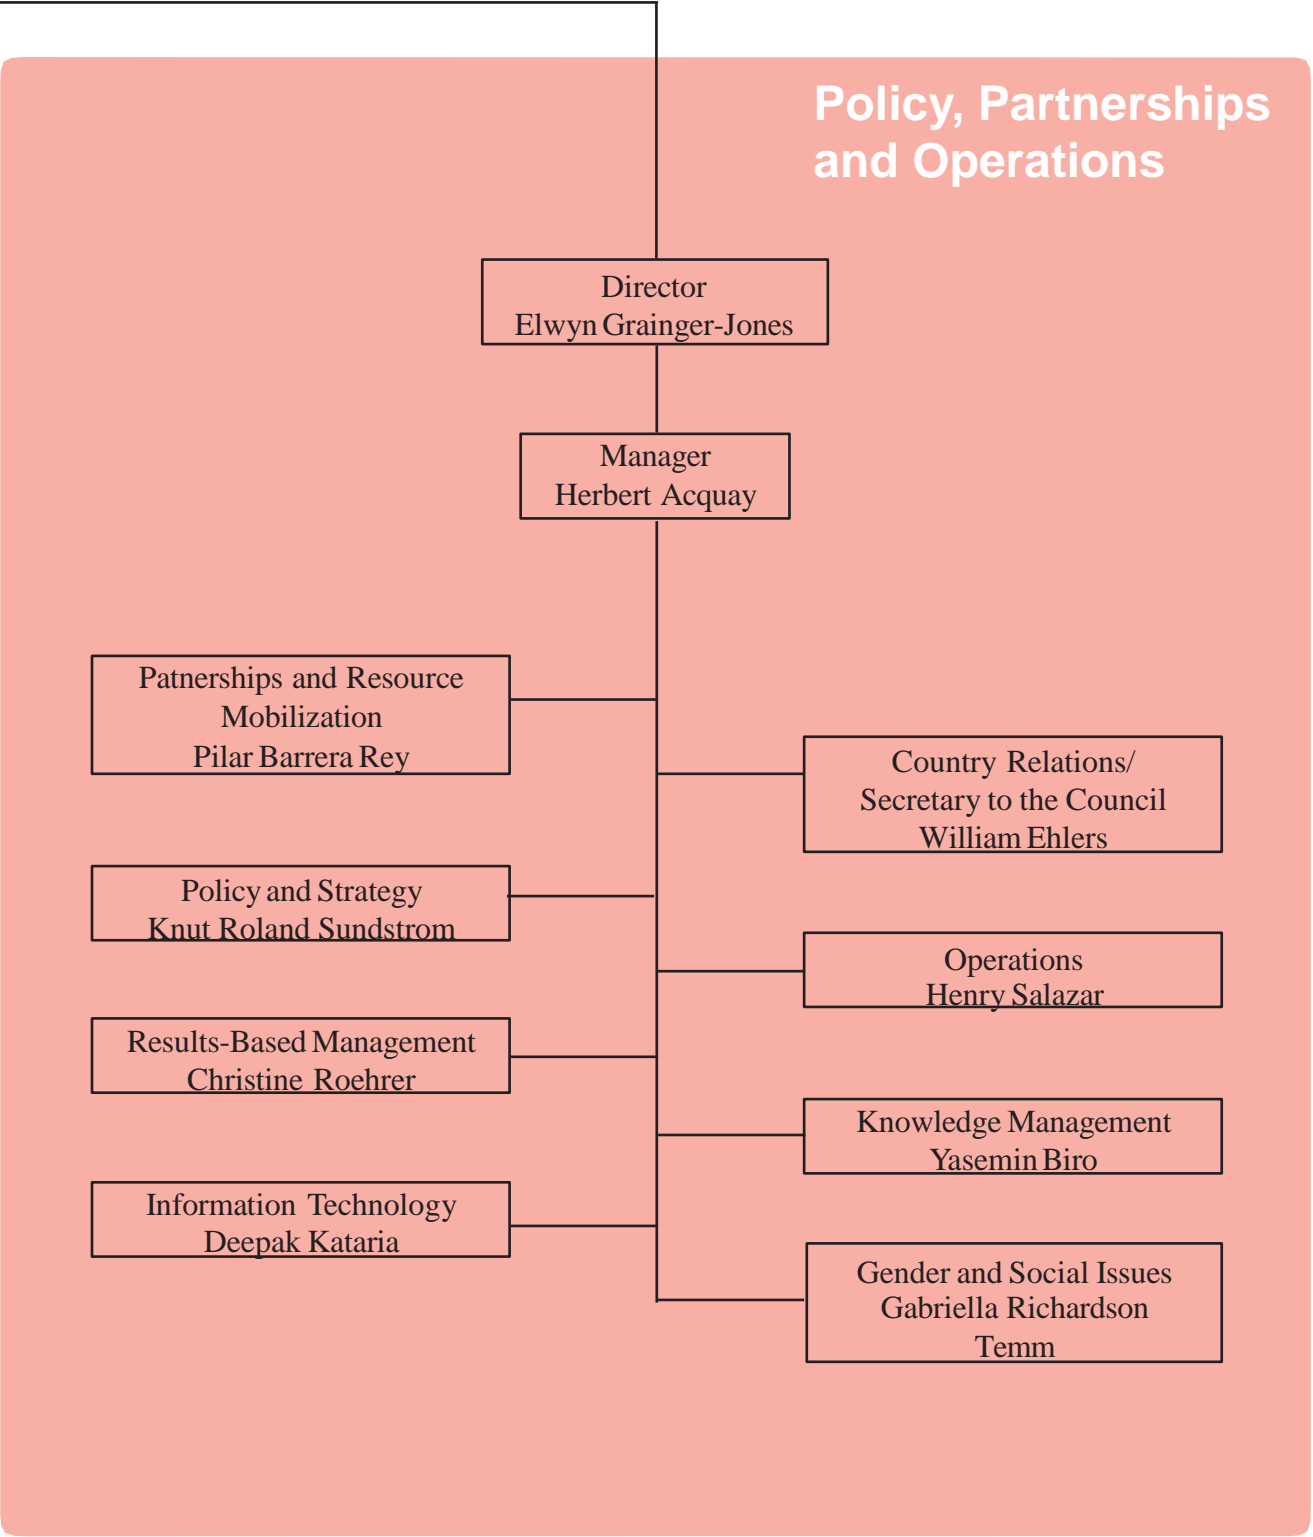 Policy, Partnerships
and Operations
Director
Elwyn Grainger-Jones
Manager
Herbert Acquay
Patnerships and Resource
Mobilization
Pilar Barrera Rey
Country Relations/
Secretary to the Council
William Ehlers
Policy and Strategy
Knut Roland Sundstrom
Operations
Henry Salazar
Results-Based Management
Christine Roehrer
Knowledge Management
Yasemin Biro
Information Technology
Deepak Kataria
Gender and Social Issues
Gabriella Richardson
Temm